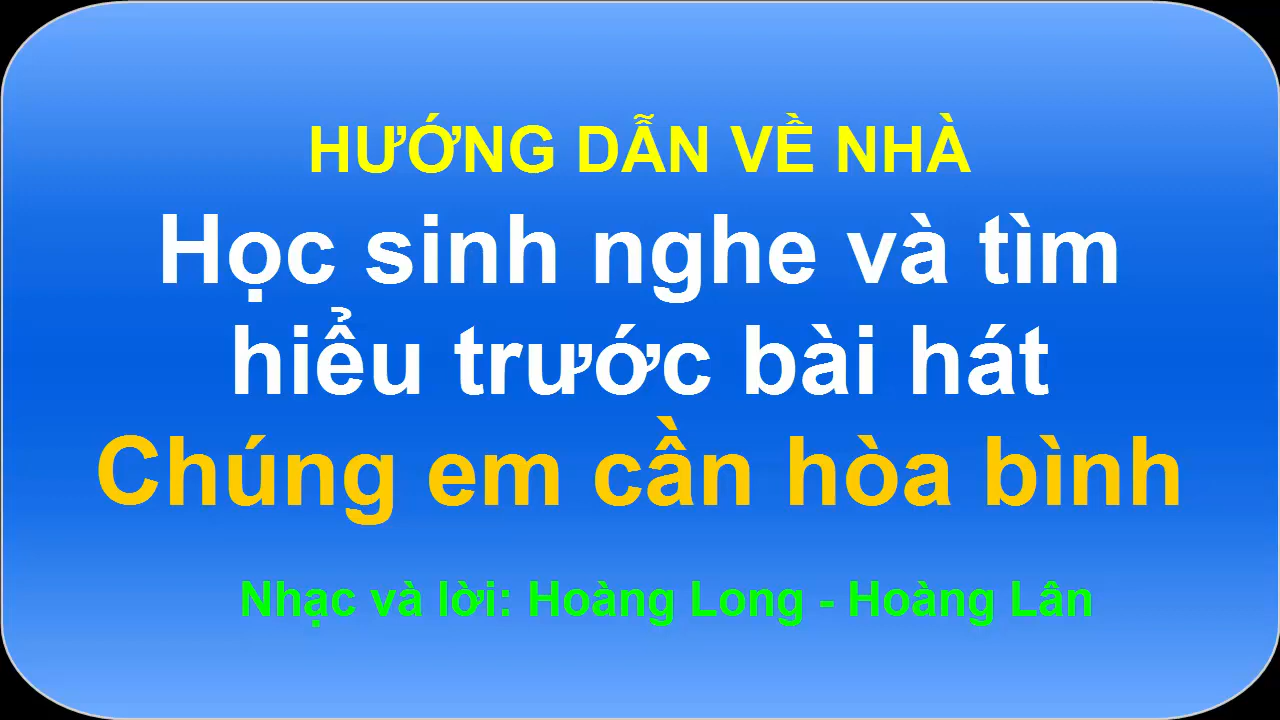 HƯỚNG DẪN VỀ NHÀ
Học sinh nghe và tìm
hiểu trước bài hát
Chúng em cần hòa bình
Nhạc và lời: Hoàng Long - Hoàng Lân